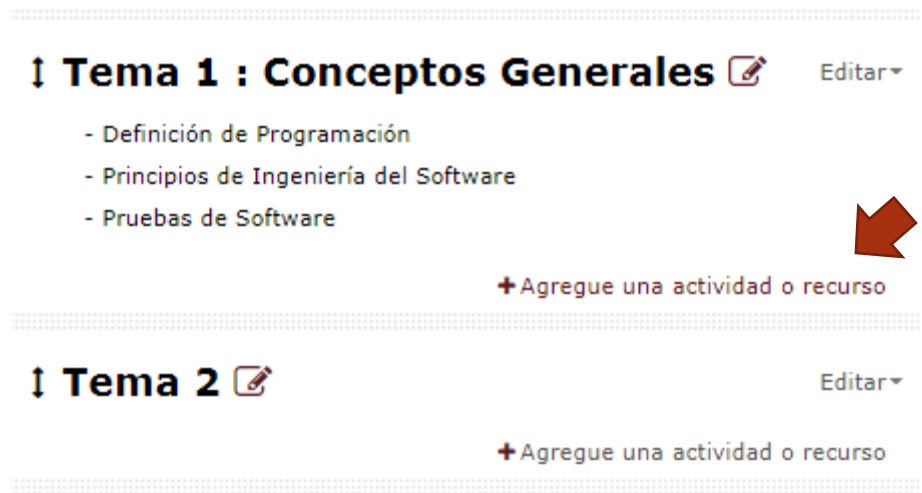 Tema 1 : Conceptos Generales Editar
- Definición de Programación
- Principios de Ingeniería del Software
- Pruebas de Software
+Agregue una actividad o recurso
Tema 2 Editar
+Agregue una actividad o recurso